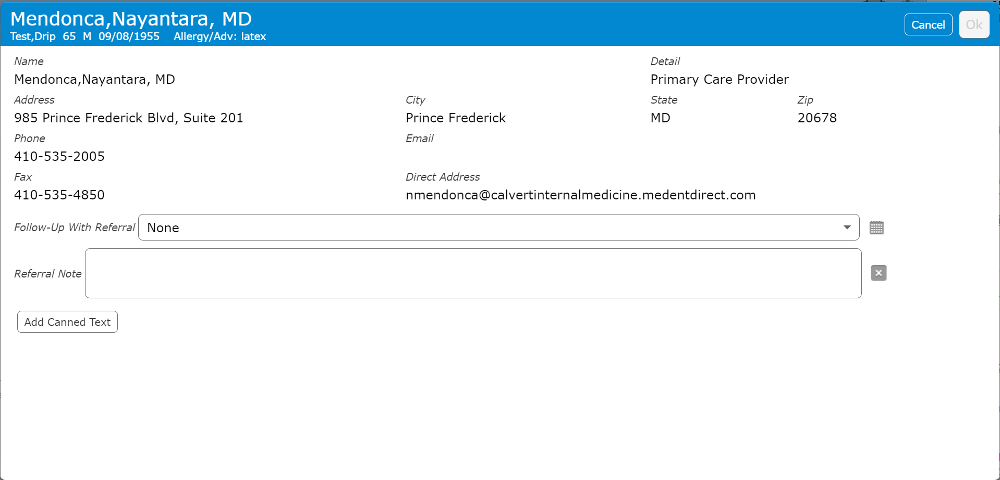 Mendonca,Nayantara, MD
Test,Drip 65 M 09/08/1955 Allergy/Adv: latex
Cancel
Ok
Name
Detail
Mendonca,Nayantara, MD
Primary Care Provider
Address
City
State
Zip
985 Prince Frederick Blvd, Suite 201
Prince Frederick
MD
20678
Phone
Email
410-535-2005
Fax
Direct Address
410-535-4850
nmendonca@calvertinternalmedicine.medentdirect.com
Follow-Up With Referral
None
Referral Note
Add Canned Text